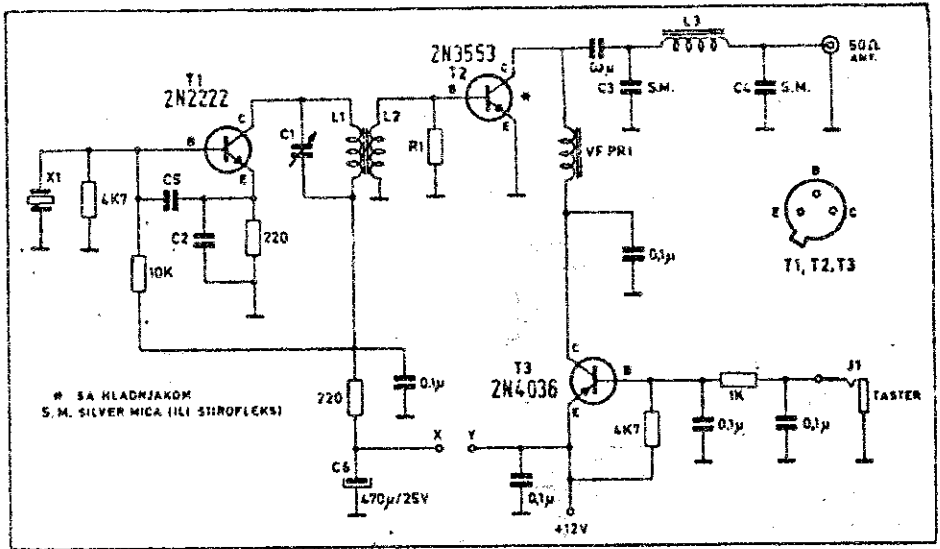 L3
2N3553
T2
C
B
*
E
0,1µ
C3
S.M.
C4
S.M.
50Ω
ANT.
T1
2N2222
C
B
E
C1
L1
L2
R1
VF PR1
X1
4K7
C5
C2
220
10K
0,1µ
B
E
C
T1, T2, T3
* SA HLADNJAKOM
S.M. SILVER MICA (ILI STIROFLEKS)
220
0.1µ
C6
470µ/25V
X
Y
0,1µ
T3
2N4036
C
B
E
4K7
1K
0,1µ
0,1µ
J1
TASTER
+12V